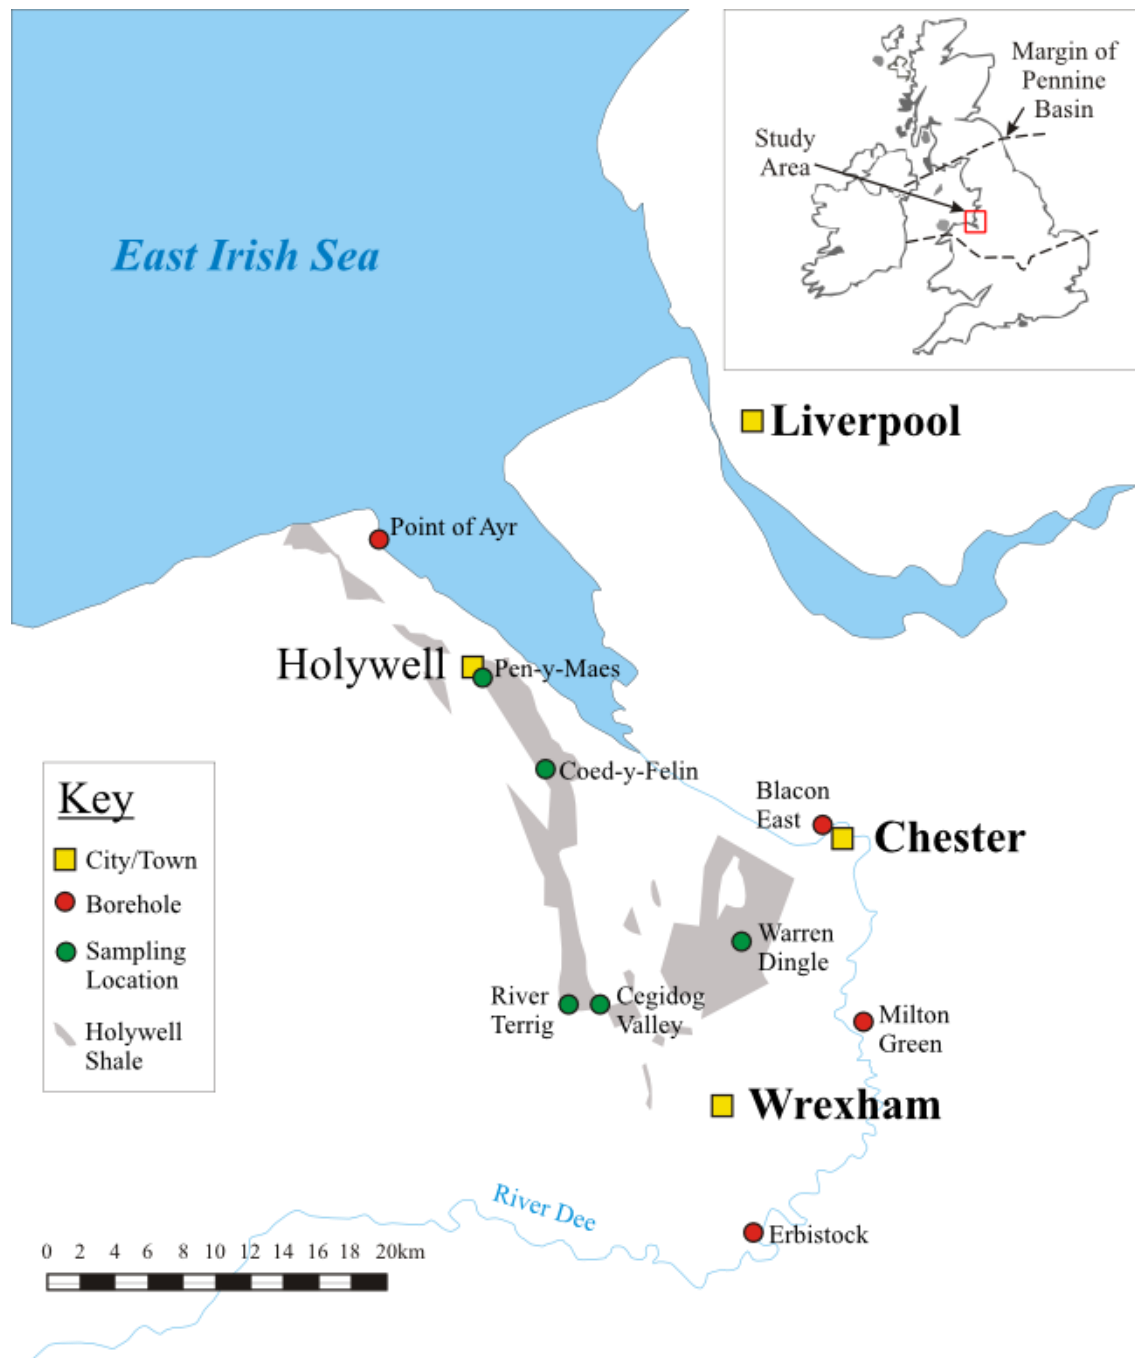 Margin of
Pennine
Basin
Study
Area
East Irish Sea
Liverpool
Point of Ayr
Holywell
Pen-y-Maes
Coed-y-Felin
Blacon
East
Chester
Key
City/Town
Borehole
Sampling
Location
Holywell
Shale
Warren
Dingle
River
Terrig
Cegidog
Valley
Milton
Green
Wrexham
River Dee
Erbistock
0 2 4 6 8 10 12 14 16 18 20km